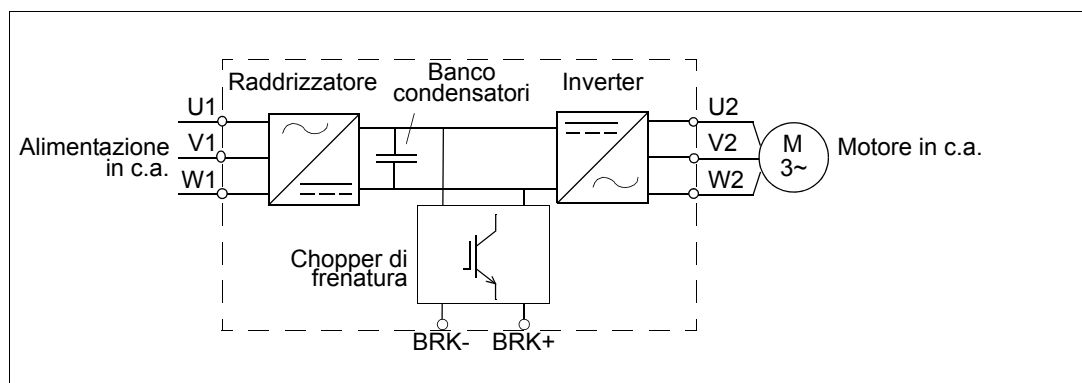 Raddrizzatore
Banco
condensatori
Inverter
U1
V1
W1
Alimentazione
in c.a.
U2
V2
W2
M
3~
Motore in c.a.
Chopper di
frenatura
BRK-
BRK+